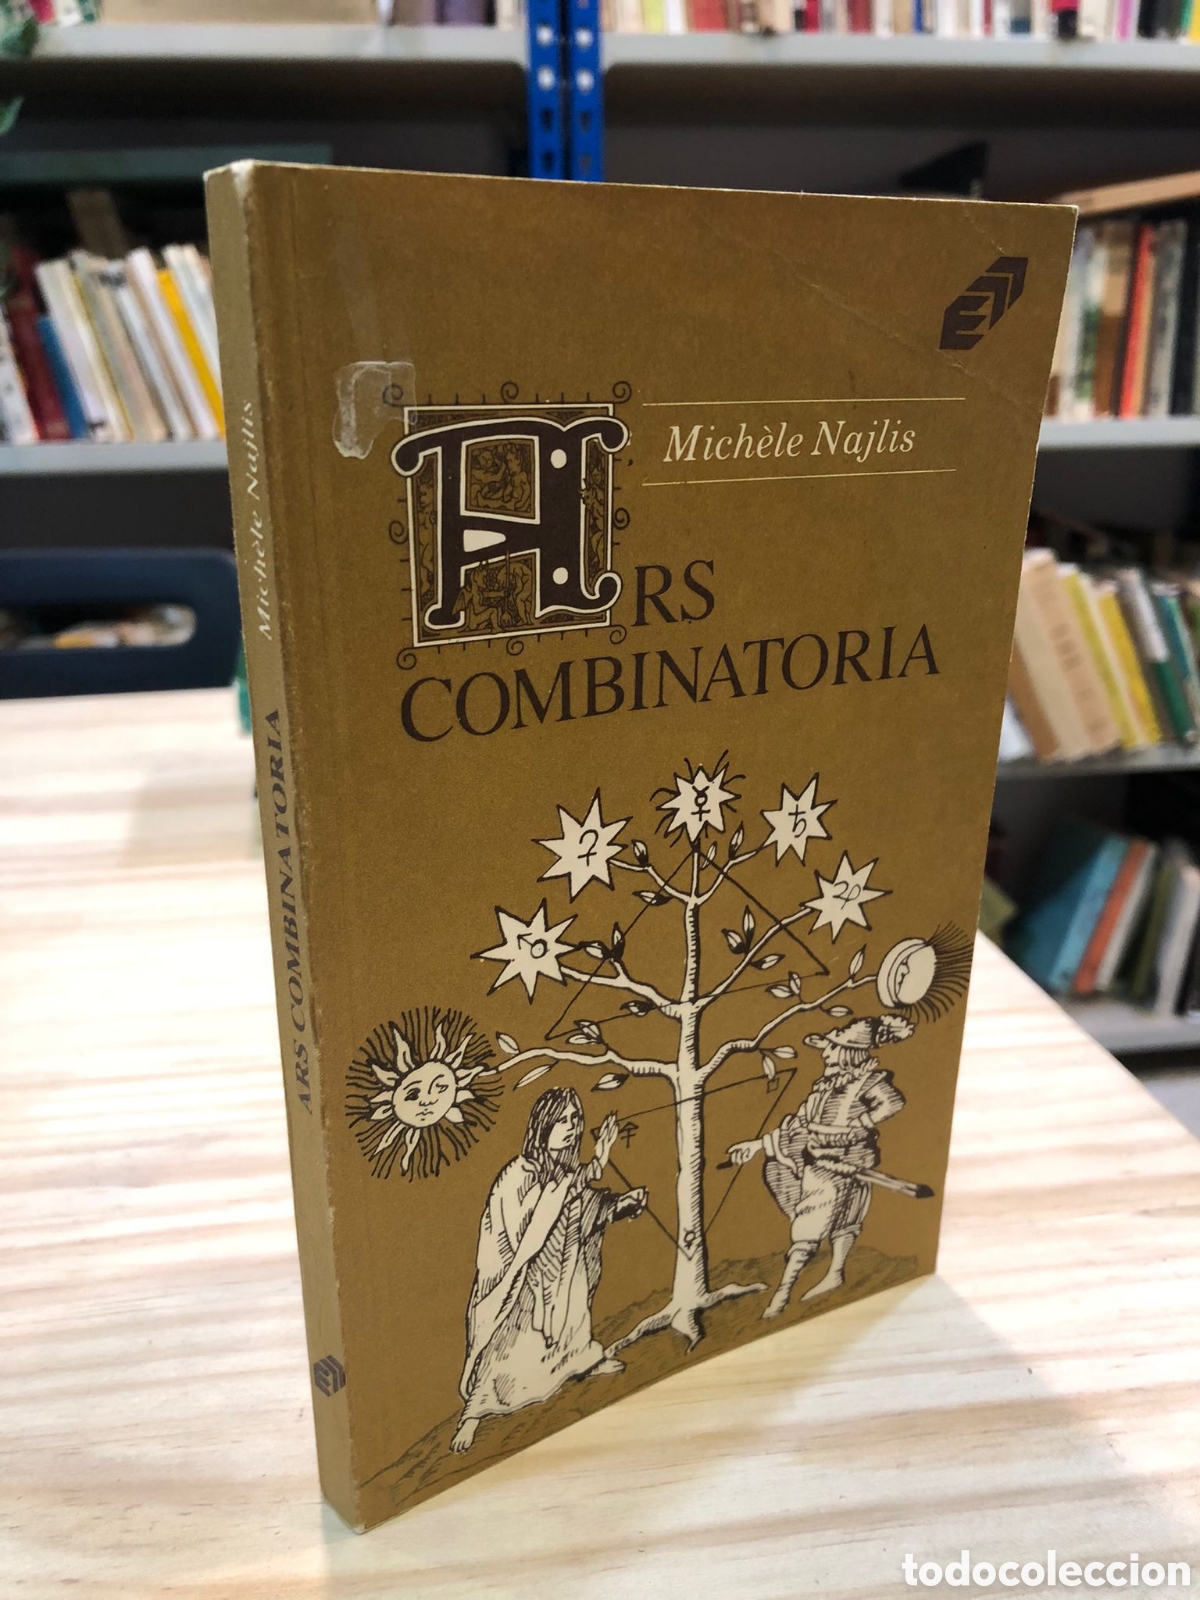 Michèle Najlis
ARS
COMBINATORIA
Michèle Najlis
ARS COMBINATORIA
todocoleccion